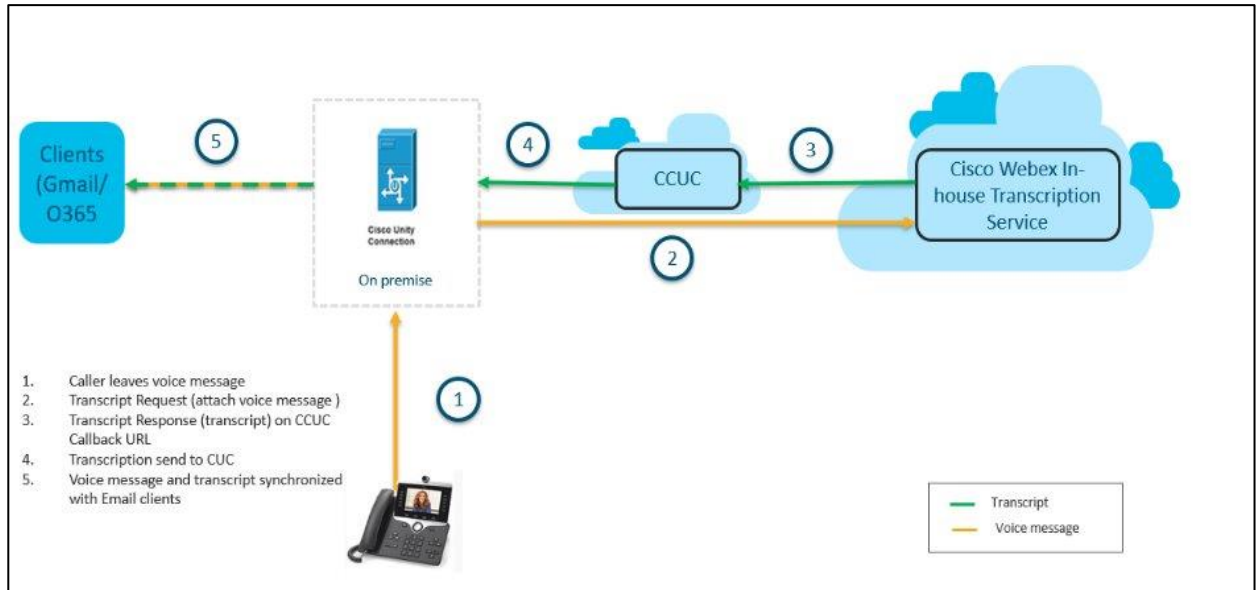 5
4
3
Clients
(Gmail/
O365
CCUC
Cisco Webex In-
house Transcription
Service
Cisco Unity
Connection
On premise
2
1
1. Caller leaves voice message
2. Transcript Request (attach voice message )
3. Transcript Response (transcript) on CCUC
Callback URL
4. Transcription send to CUC
5. Voice message and transcript synchronized
with Email clients
Transcript
Voice message